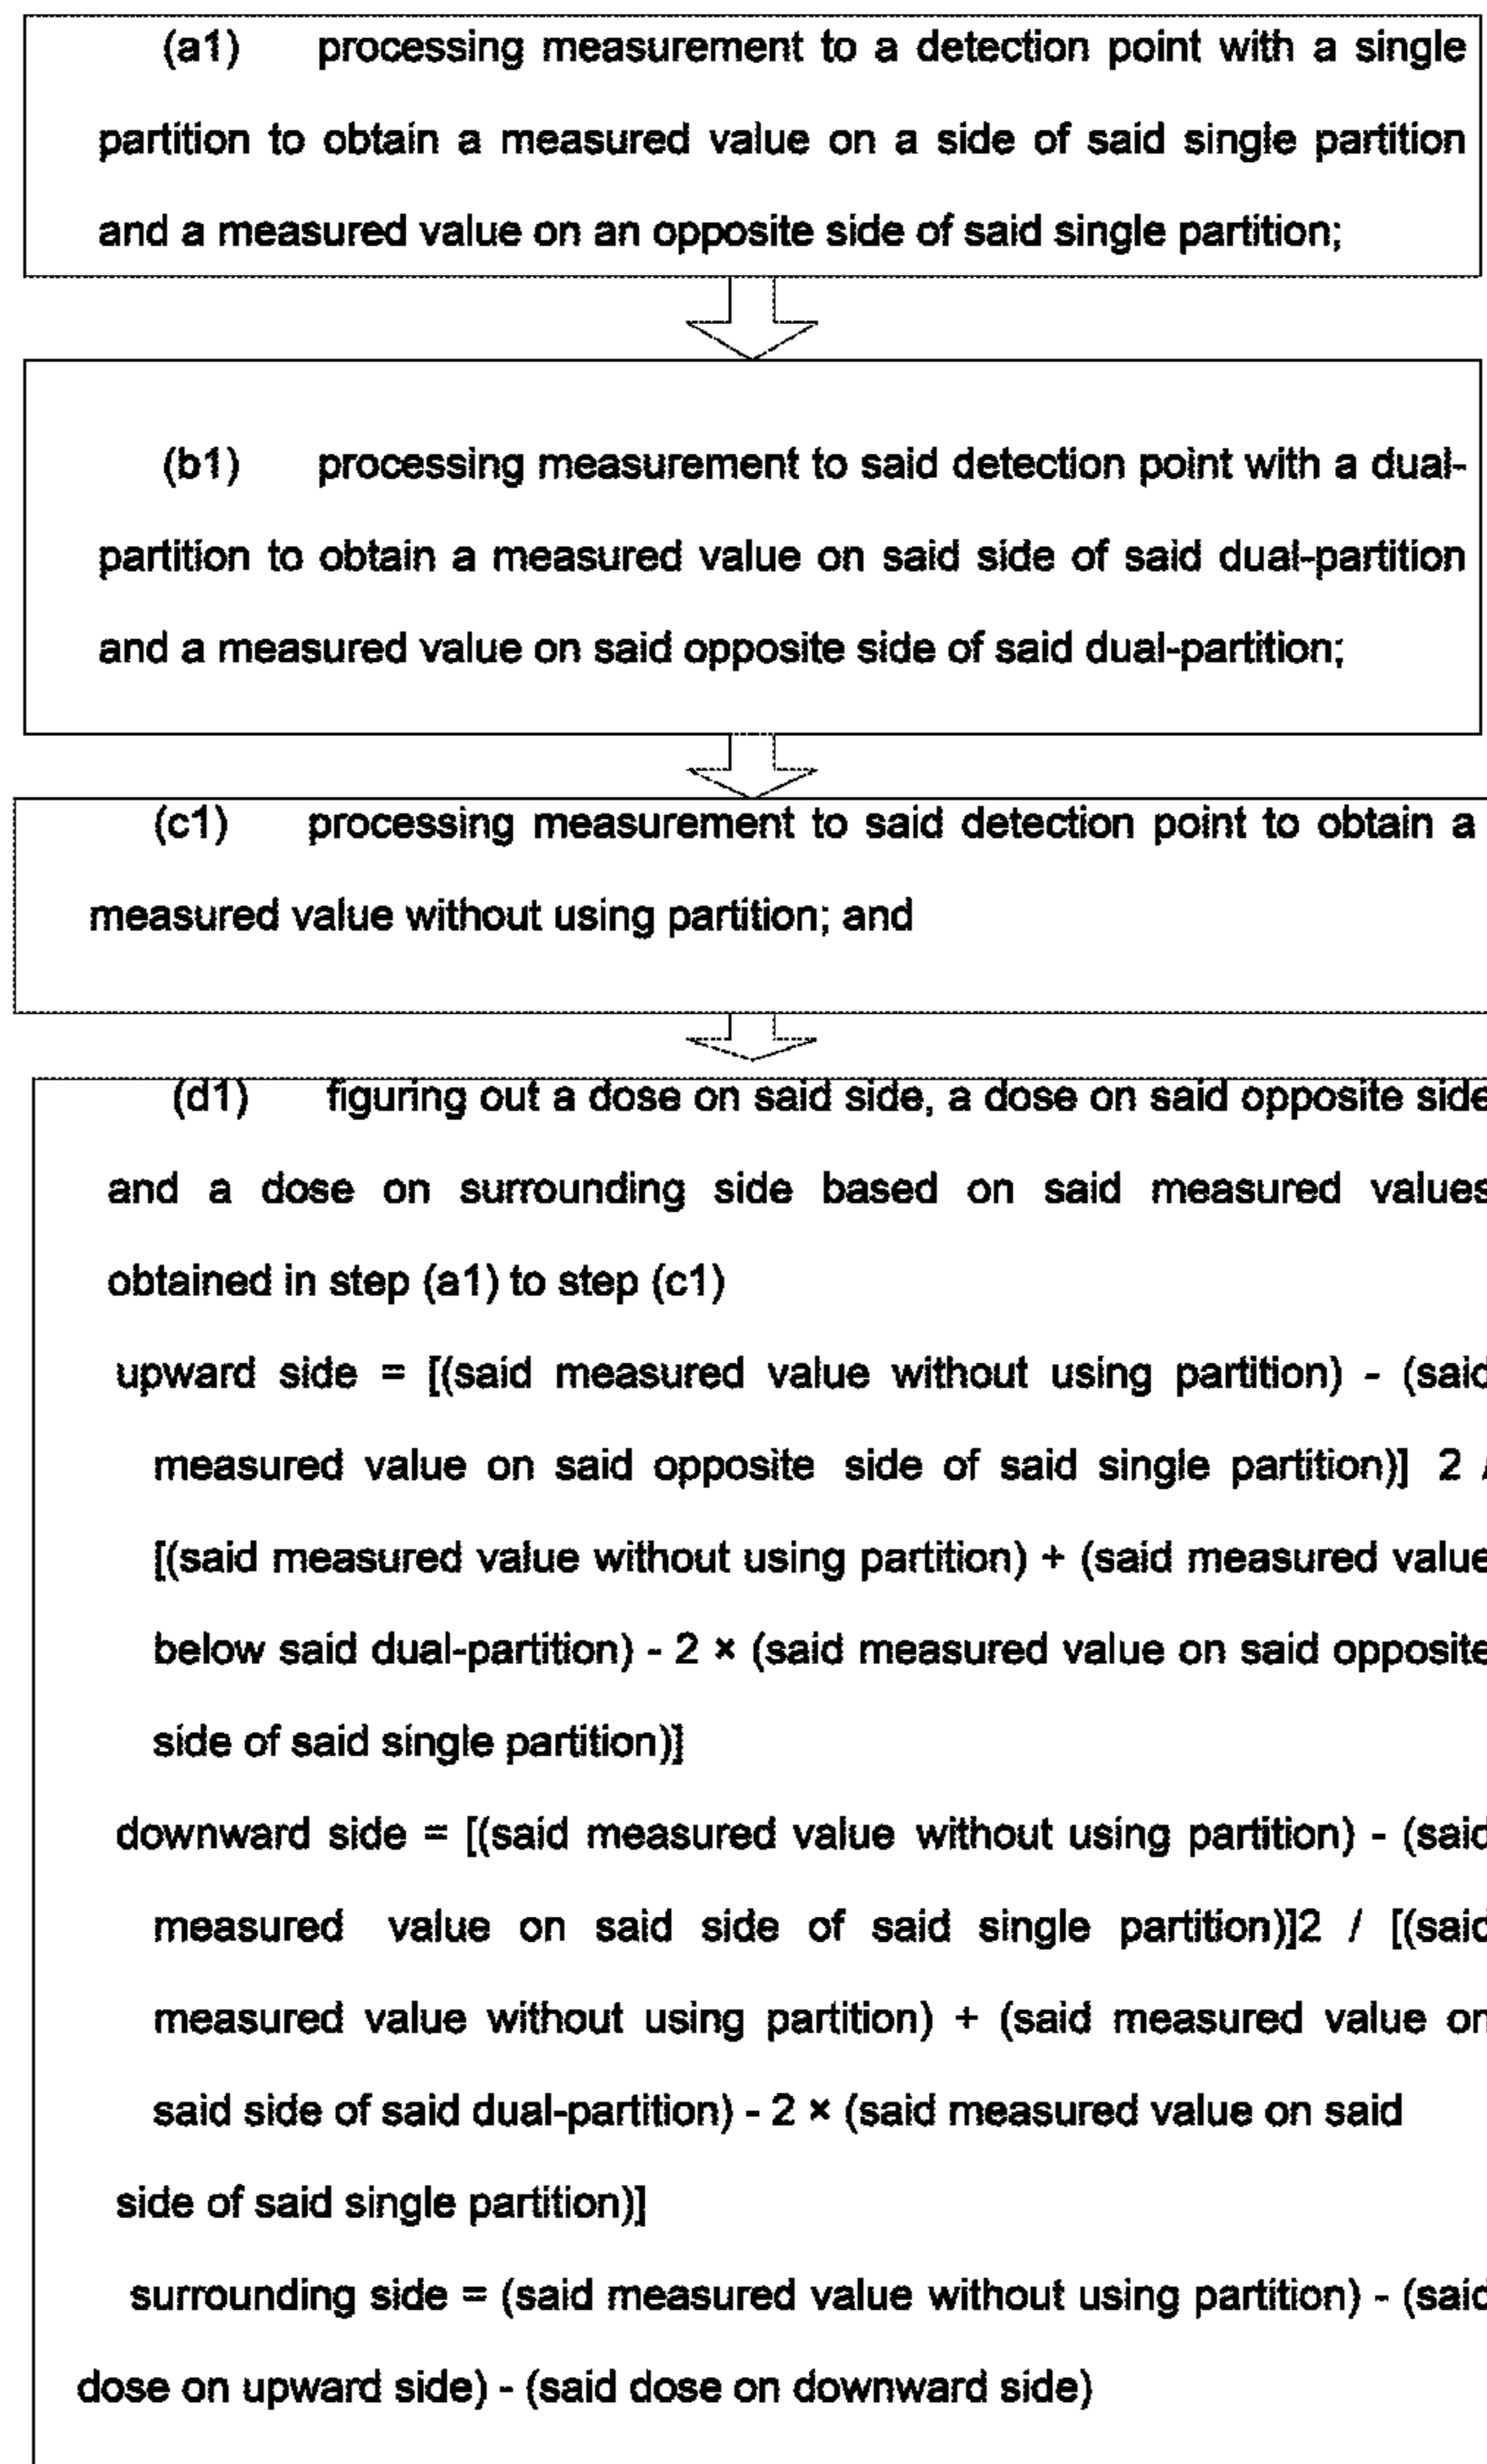 (a1) processing measurement to a detection point with a single
partition to obtain a measured value on a side of said single partition
and a measured value on an opposite side of said single partition;
(b1) processing measurement to said detection point with a dual-
partition to obtain a measured value on said side of said dual-partition
and a measured value on said opposite side of said dual-partition;
(c1) processing measurement to said detection point to obtain a
measured value without using partition; and
(d1) figuring out a dose on said side, a dose on said opposite side
and a dose on surrounding side based on said measured values
obtained in step (a1) to step (c1)
upward side = [(said measured value without using partition) - (said
measured value on said opposite side of said single partition)] 2 /
[(said measured value without using partition) + (said measured value
below said dual-partition) - 2 × (said measured value on said opposite
side of said single partition)]
downward side = [(said measured value without using partition) - (said
measured value on said side of said single partition)]2 / [(said
measured value without using partition) + (said measured value on
said side of said dual-partition) - 2 × (said measured value on said
side of said single partition)]
surrounding side = (said measured value without using partition) - (said
dose on upward side) - (said dose on downward side)